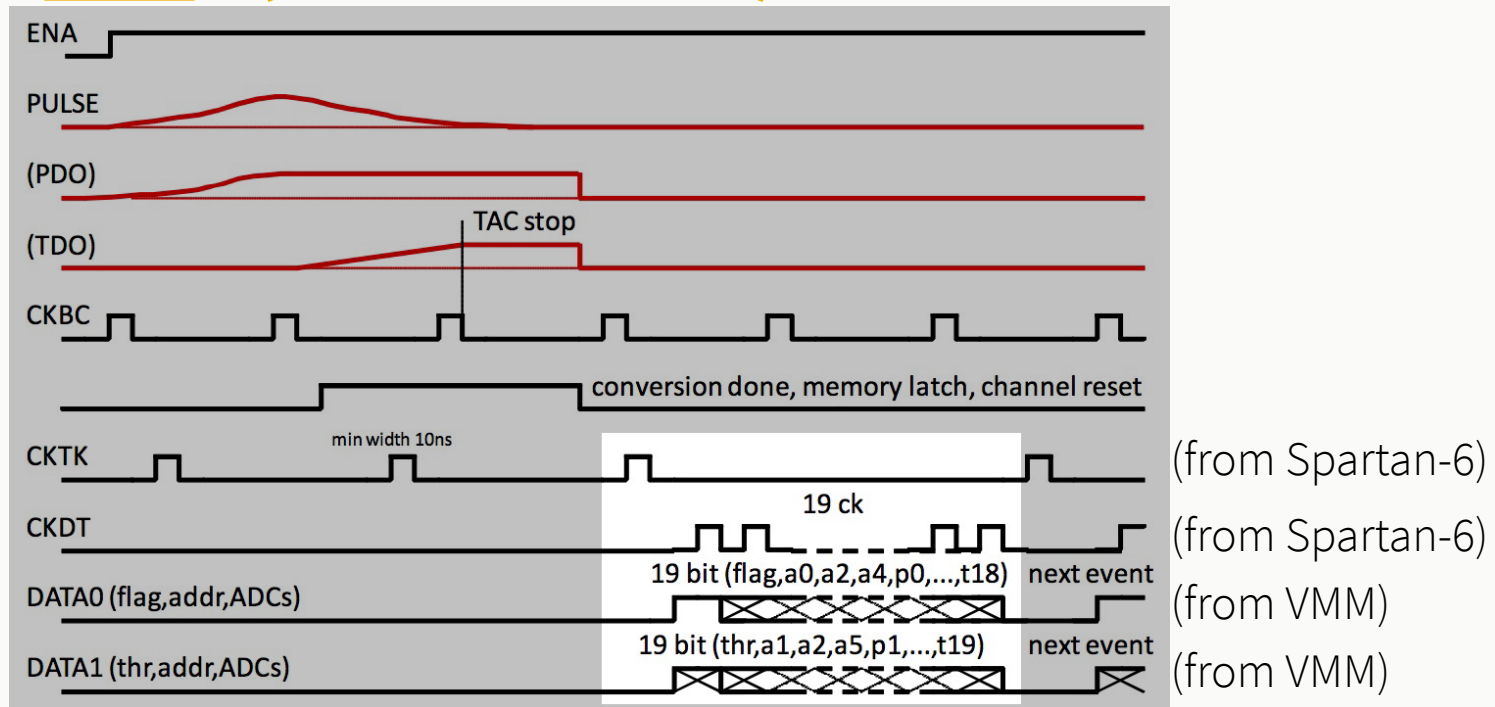 ENA
PULSE
(PDO)
TAC stop
(TDO)
CKBC
conversion done, memory latch, channel reset
min width 10ns
CKTK
(from Spartan-6)
19 ck
CKDT
(from Spartan-6)
19 bit (flag,a0,a2,a4,p0,...,t18) next event
DATA0 (flag,addr,ADCs)
(from VMM)
19 bit (thr,a1,a2,a5,p1,...,t19) next event
DATA1 (thr,addr,ADCs)
(from VMM)